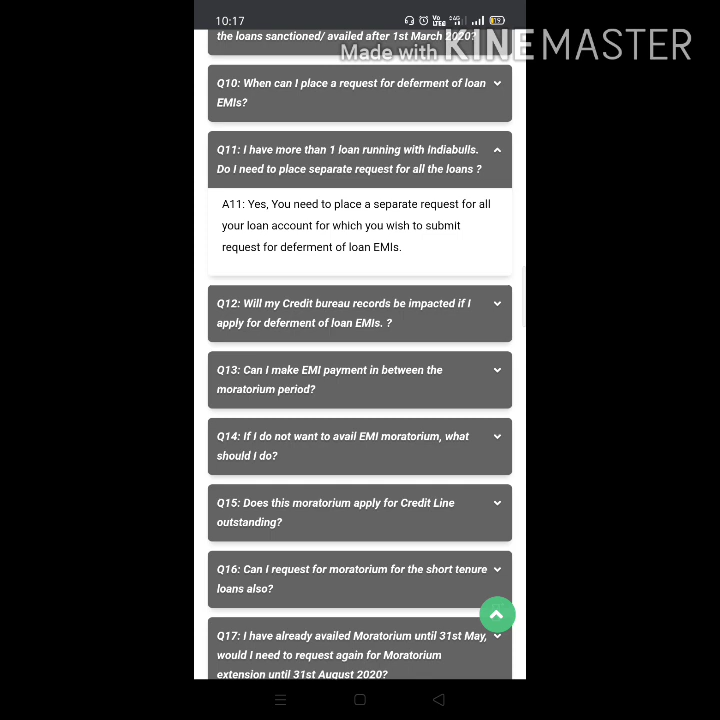 10:17
Vo LTE
4G
19
the loans sanctioned/ availed after 1st March 2020?
Made with KINEMASTER
Q10: When can I place a request for deferment of loan
EMIs?
Q11: I have more than 1 loan running with Indiabulls.
Do I need to place separate request for all the loans ?
A11: Yes, You need to place a separate request for all
your loan account for which you wish to submit
request for deferment of loan EMIs.
Q12: Will my Credit bureau records be impacted if I
apply for deferment of loan EMIs. ?
Q13: Can I make EMI payment in between the
moratorium period?
Q14: If I do not want to avail EMI moratorium, what
should I do?
Q15: Does this moratorium apply for Credit Line
outstanding?
Q16: Can I request for moratorium for the short tenure
loans also?
Q17: I have already availed Moratorium until 31st May,
would I need to request again for Moratorium
extension until 31st August 2020?